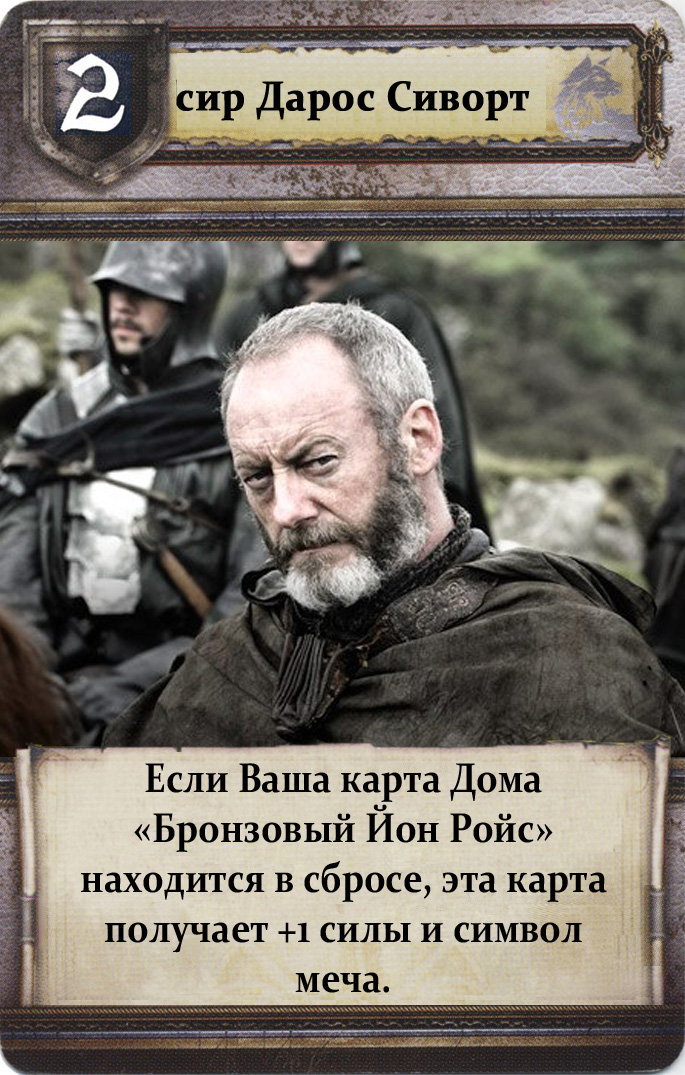 2
сир Дарос Сиворт
Если Ваша карта Дома
«Бронзовый Йон Ройс»
находится в сбросе, эта карта
получает +1 силы и символ
меча.